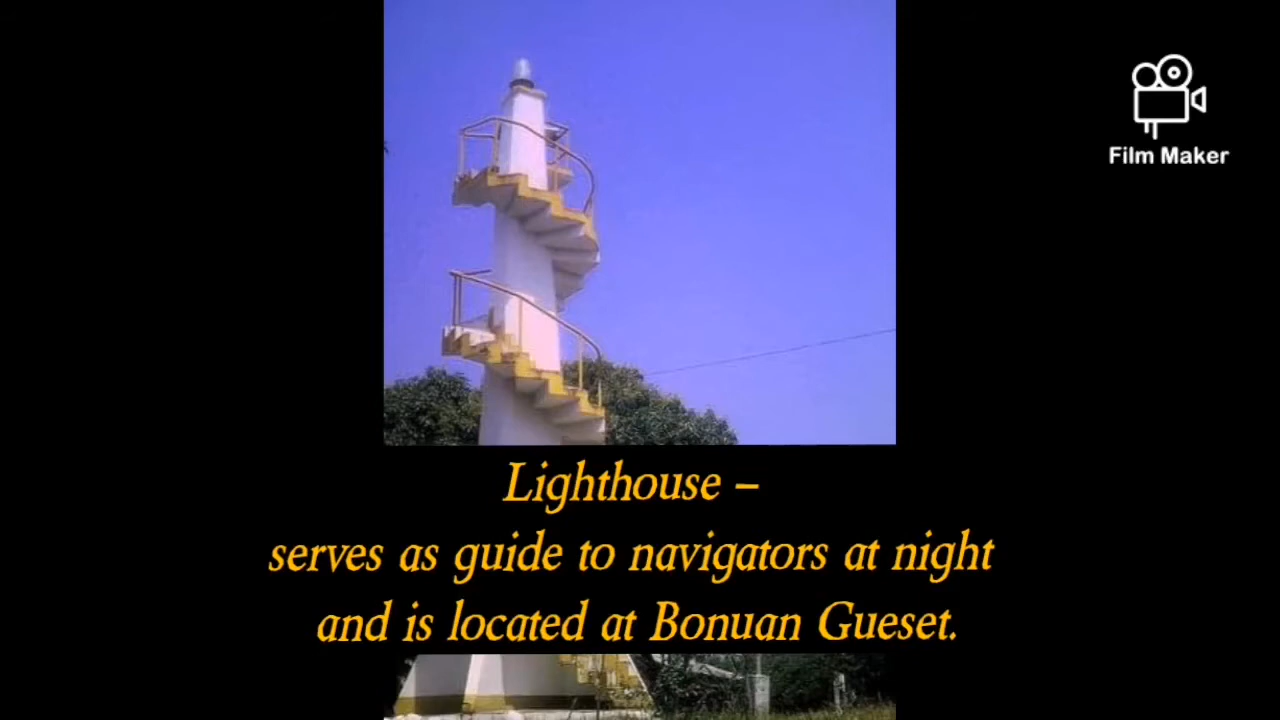 Film Maker
Lighthouse –
serves as guide to navigators at night
and is located at Bonuan Gueset.